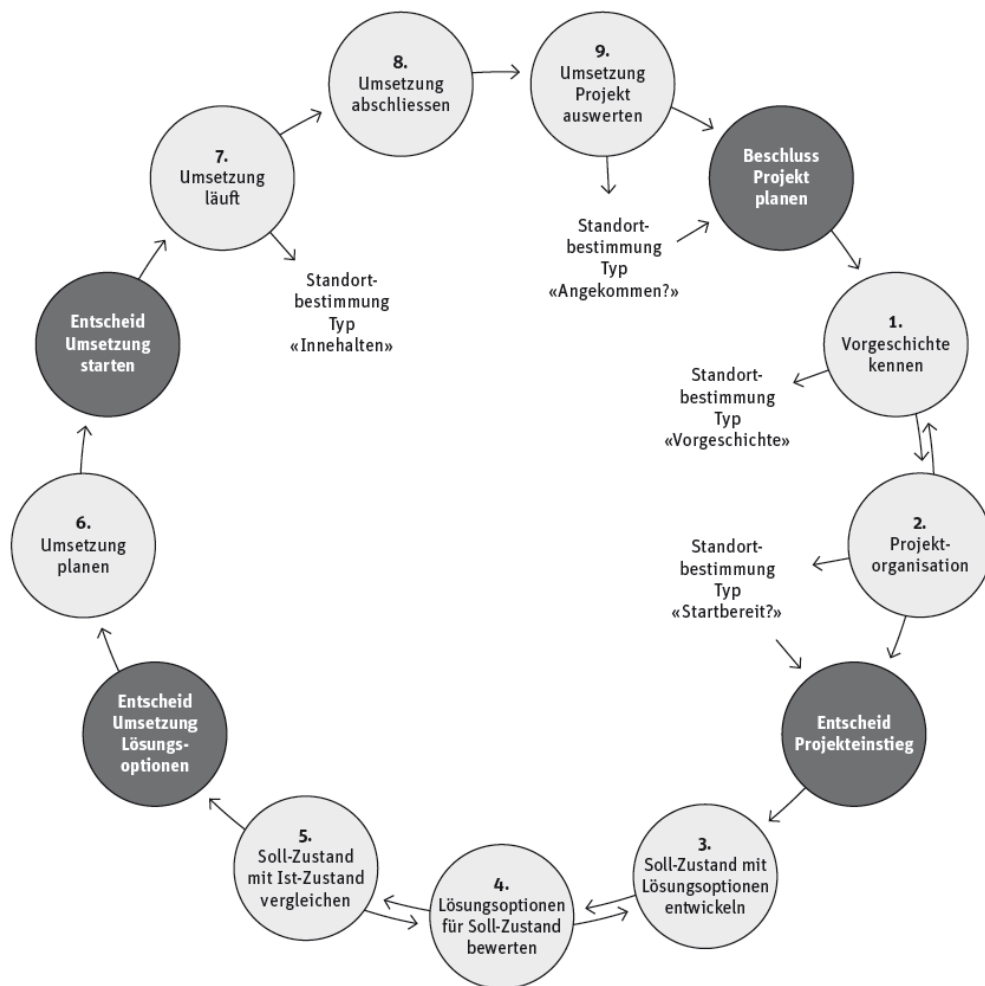 8.
Umsetzung
abschliessen
9.
Umsetzung
Projekt
auswerten
Beschluss
Projekt
planen
7.
Umsetzung
läuft
Standort-
bestimmung
Typ
«Angekommen?»
Standort-
bestimmung
Typ
«Innehalten»
Entscheid
Umsetzung
starten
1.
Vorgeschichte
kennen
Standort-
bestimmung
Typ
«Vorgeschichte»
6.
Umsetzung
planen
2.
Projekt-
organisation
Standort-
bestimmung
Typ
«Startbereit?»
Entscheid
Umsetzung
Lösungs-
optionen
Entscheid
Projekteinstieg
5.
Soll-Zustand
mit Ist-Zustand
vergleichen
4.
Lösungsoptionen
für Soll-Zustand
bewerten
3.
Soll-Zustand mit
Lösungsoptionen
entwickeln